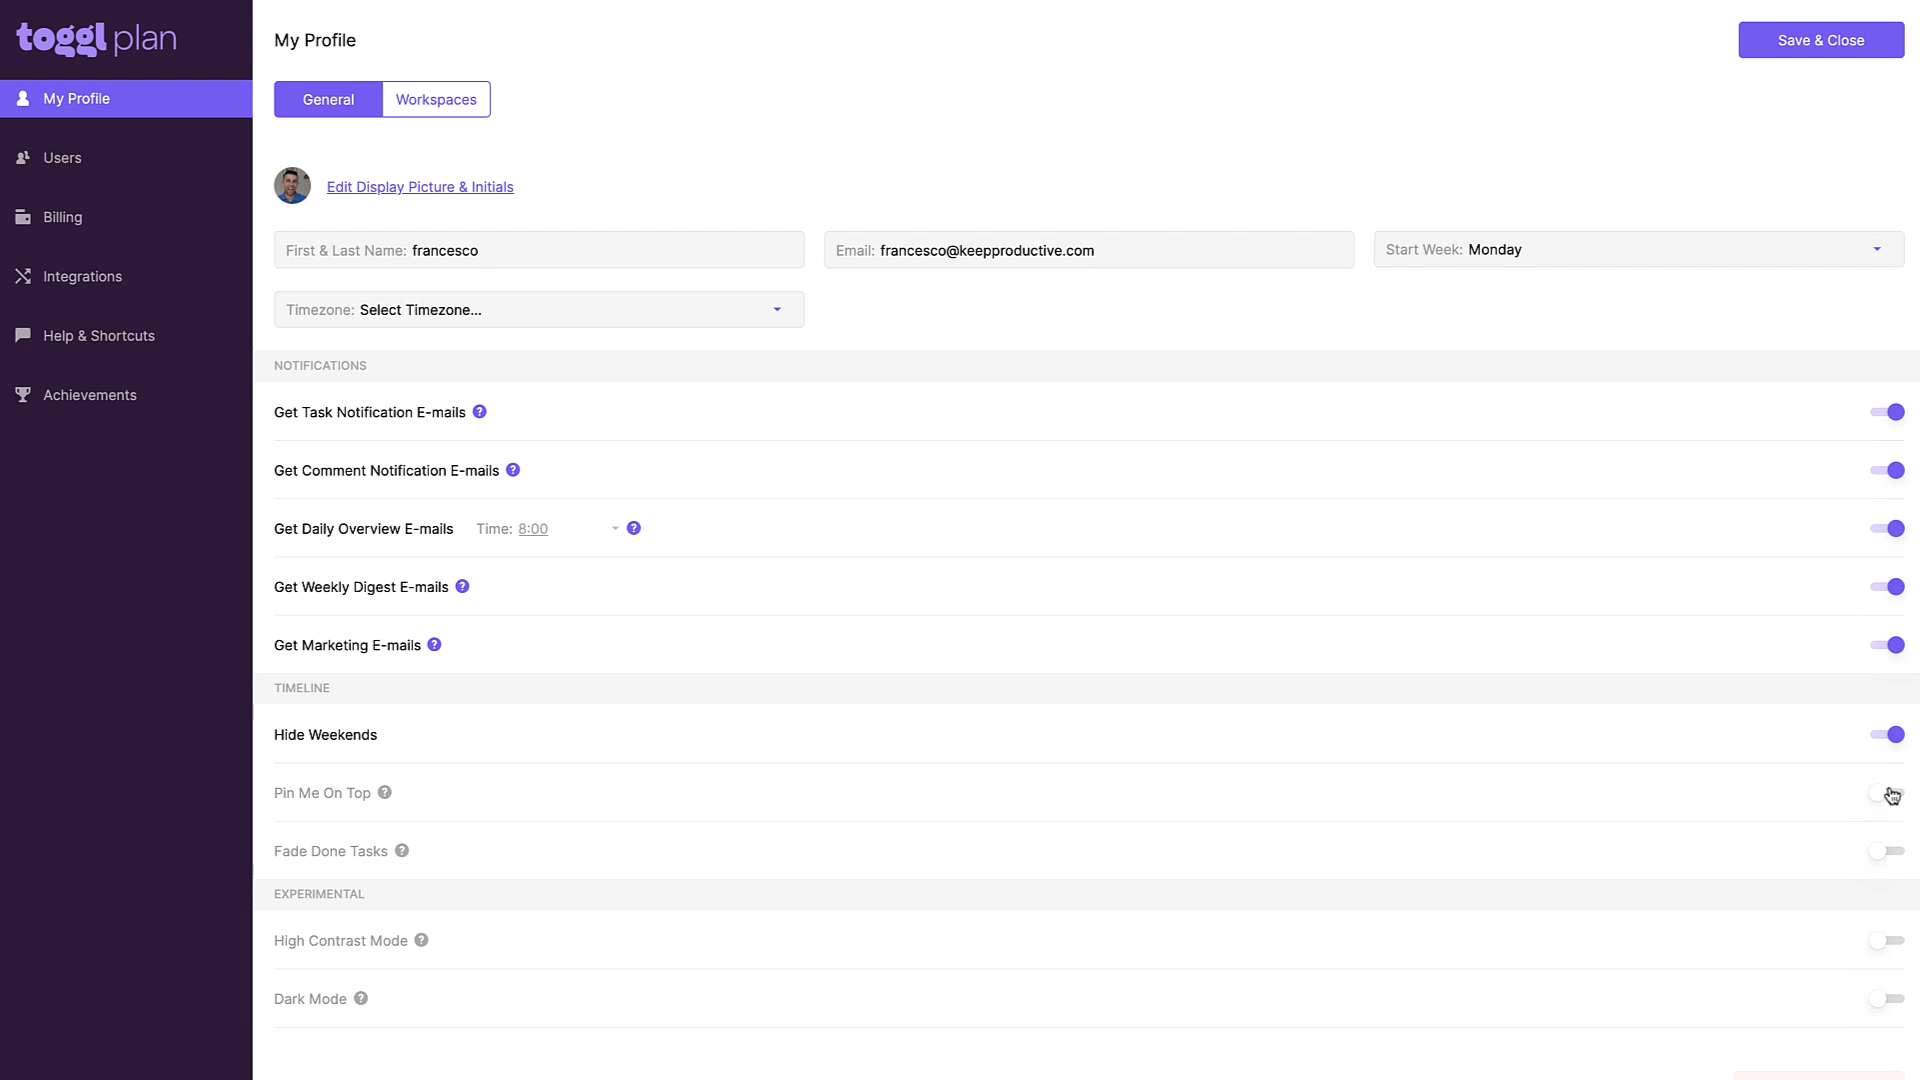 toggl plan
My Profile
Save & Close
My Profile
General
Workspaces
Users
Edit Display Picture & Initials
Billing
First & Last Name: francesco
Email: francesco@keepproductive.com
Start Week: Monday
Integrations
Timezone: Select Timezone...
Help & Shortcuts
NOTIFICATIONS
Achievements
Get Task Notification E-mails ?
Get Comment Notification E-mails ?
Get Daily Overview E-mails Time: 8:00 ?
Get Weekly Digest E-mails ?
Get Marketing E-mails ?
TIMELINE
Hide Weekends
Pin Me On Top ?
Fade Done Tasks ?
EXPERIMENTAL
High Contrast Mode ?
Dark Mode ?